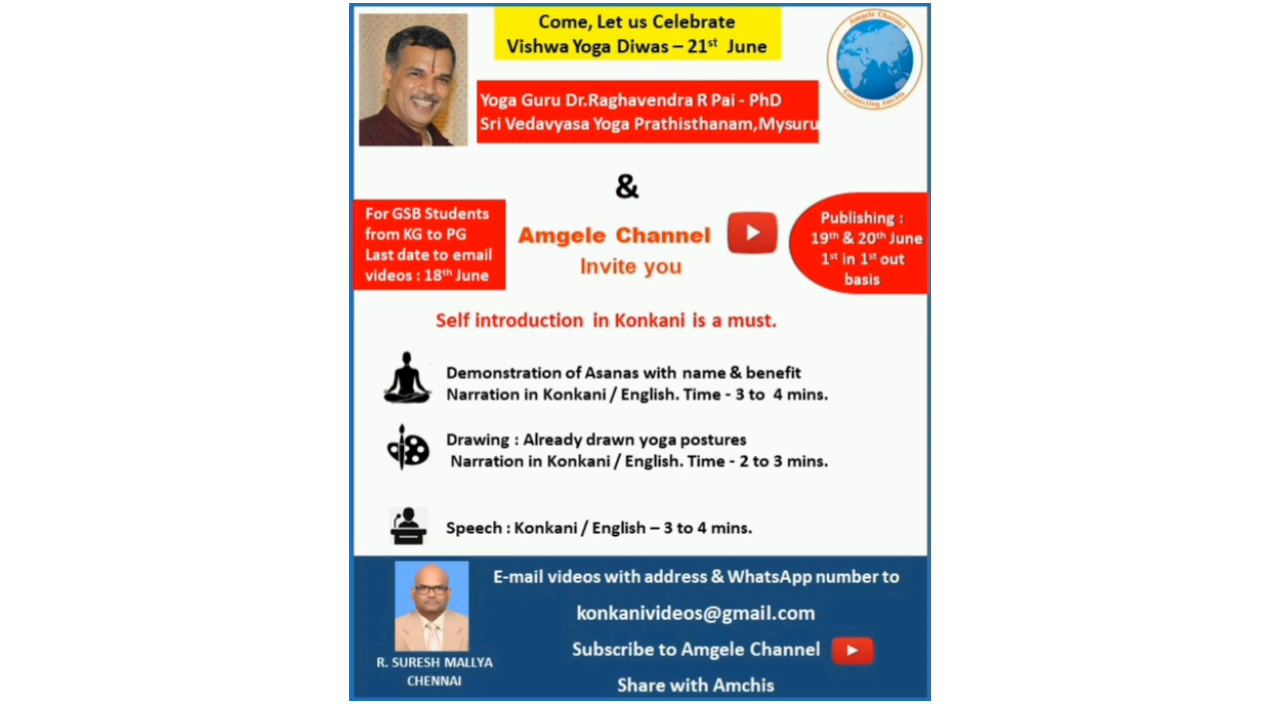 Come, Let us Celebrate
Vishwa Yoga Diwas – 21st June
Amgele Channel
Connecting Amchis
Yoga Guru Dr.Raghavendra R Pai - PhD
Sri Vedavyasa Yoga Prathisthanam,Mysuru
&
For GSB Students
from KG to PG
Last date to email
videos : 18th June
Amgele Channel
Invite you
Publishing :
19th & 20th June
1st in 1st out
basis
Self introduction in Konkani is a must.
Demonstration of Asanas with name & benefit
Narration in Konkani / English. Time - 3 to 4 mins.
Drawing : Already drawn yoga postures
Narration in Konkani / English. Time - 2 to 3 mins.
Speech : Konkani / English – 3 to 4 mins.
R. SURESH MALLYA
CHENNAI
E-mail videos with address & WhatsApp number to
konkanivideos@gmail.com
Subscribe to Amgele Channel
Share with Amchis